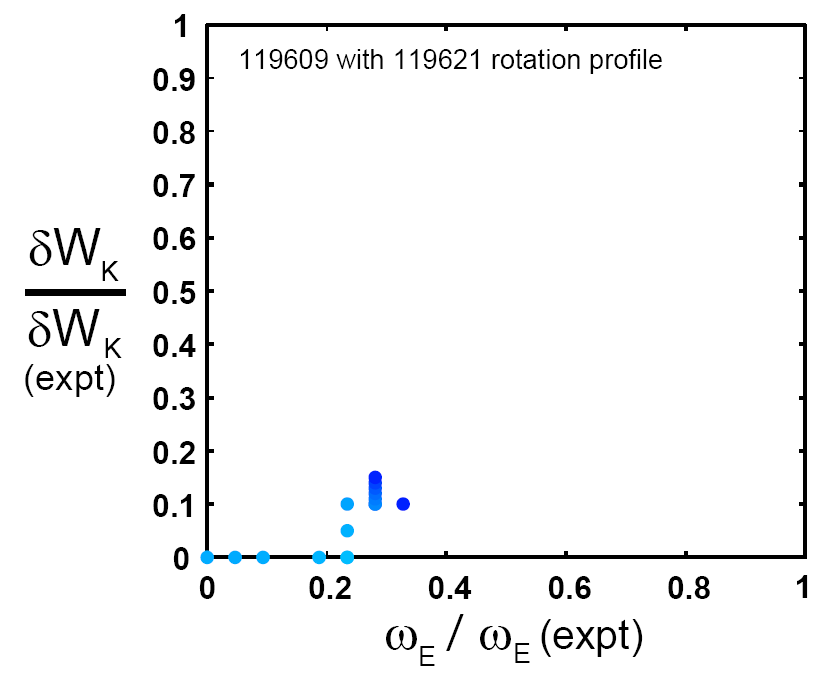 119609 with 119621 rotation profile
δW_K
δW_K
(expt)
1
0.9
0.8
0.7
0.6
0.5
0.4
0.3
0.2
0.1
0
0 0.2 0.4 0.6 0.8 1
ω_E / ω_E (expt)